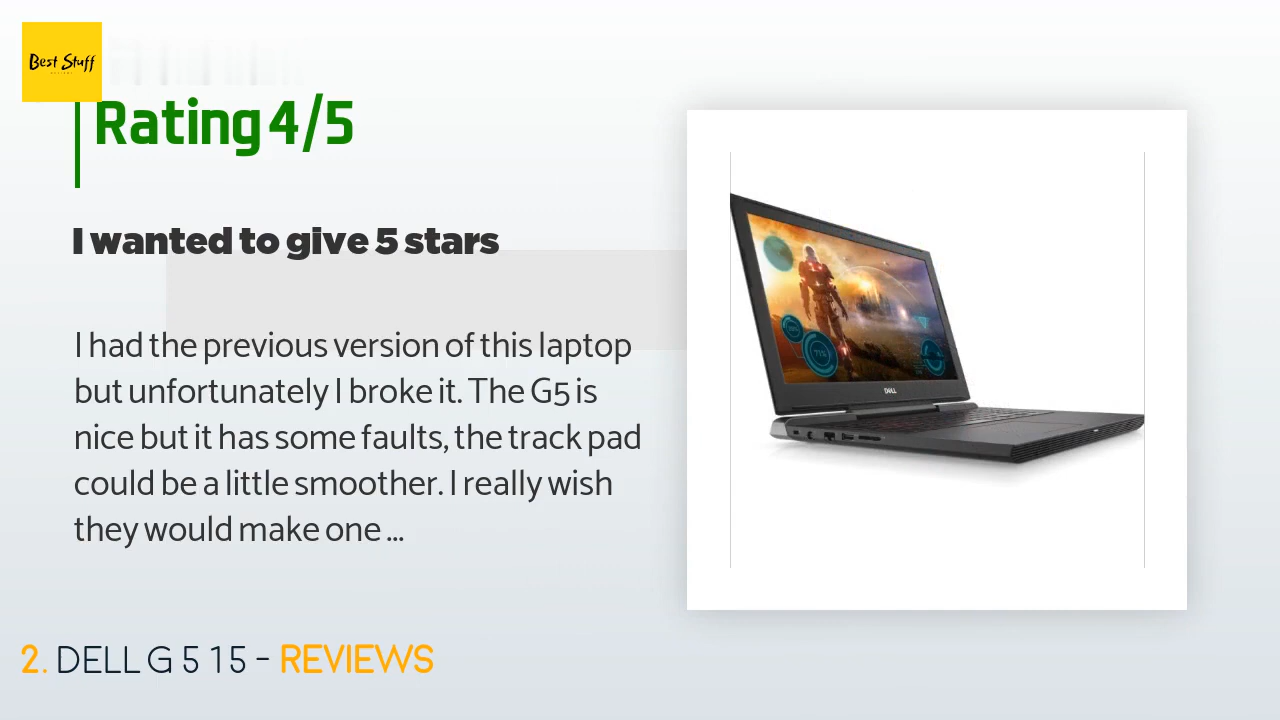 Best Stuff
Rating 4/5
I wanted to give 5 stars
I had the previous version of this laptop
but unfortunately I broke it. The G5 is
nice but it has some faults, the track pad
could be a little smoother. I really wish
they would make one ...
DELL
2. DELL G 5 15 - REVIEWS